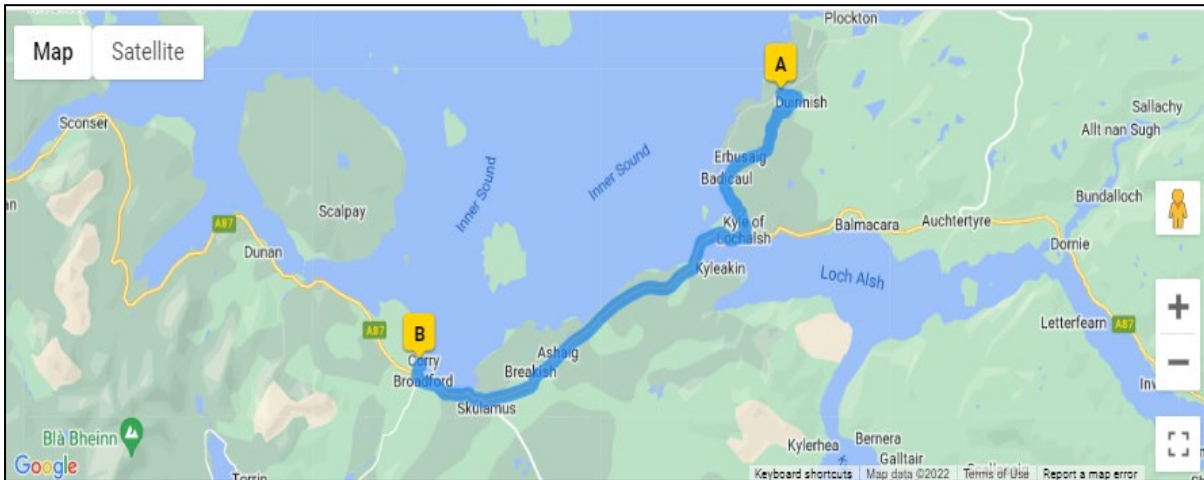 Map
Satellite
Plockton
A
Duirinish
Sconser
Sallachy
Allt nan Sugh
Inner Sound
Erbusaig
Badicaul
Bundalloch
Inner Sound
Scalpay
A87
Kyle of
Lochalsh
Balmacara
Auchtertyre
Dunan
Dornie
Kyleakin
Loch Alsh
A87
B
Letterfearn
A87
Corry
Ashaig
Broadford
Breakish
Skulamus
Blà Bheinn
Kylerhea
Bernera
Galltair
Google
Torrin
Keyboard shortcuts
Map data ©2022
Terms of Use
Report a map error